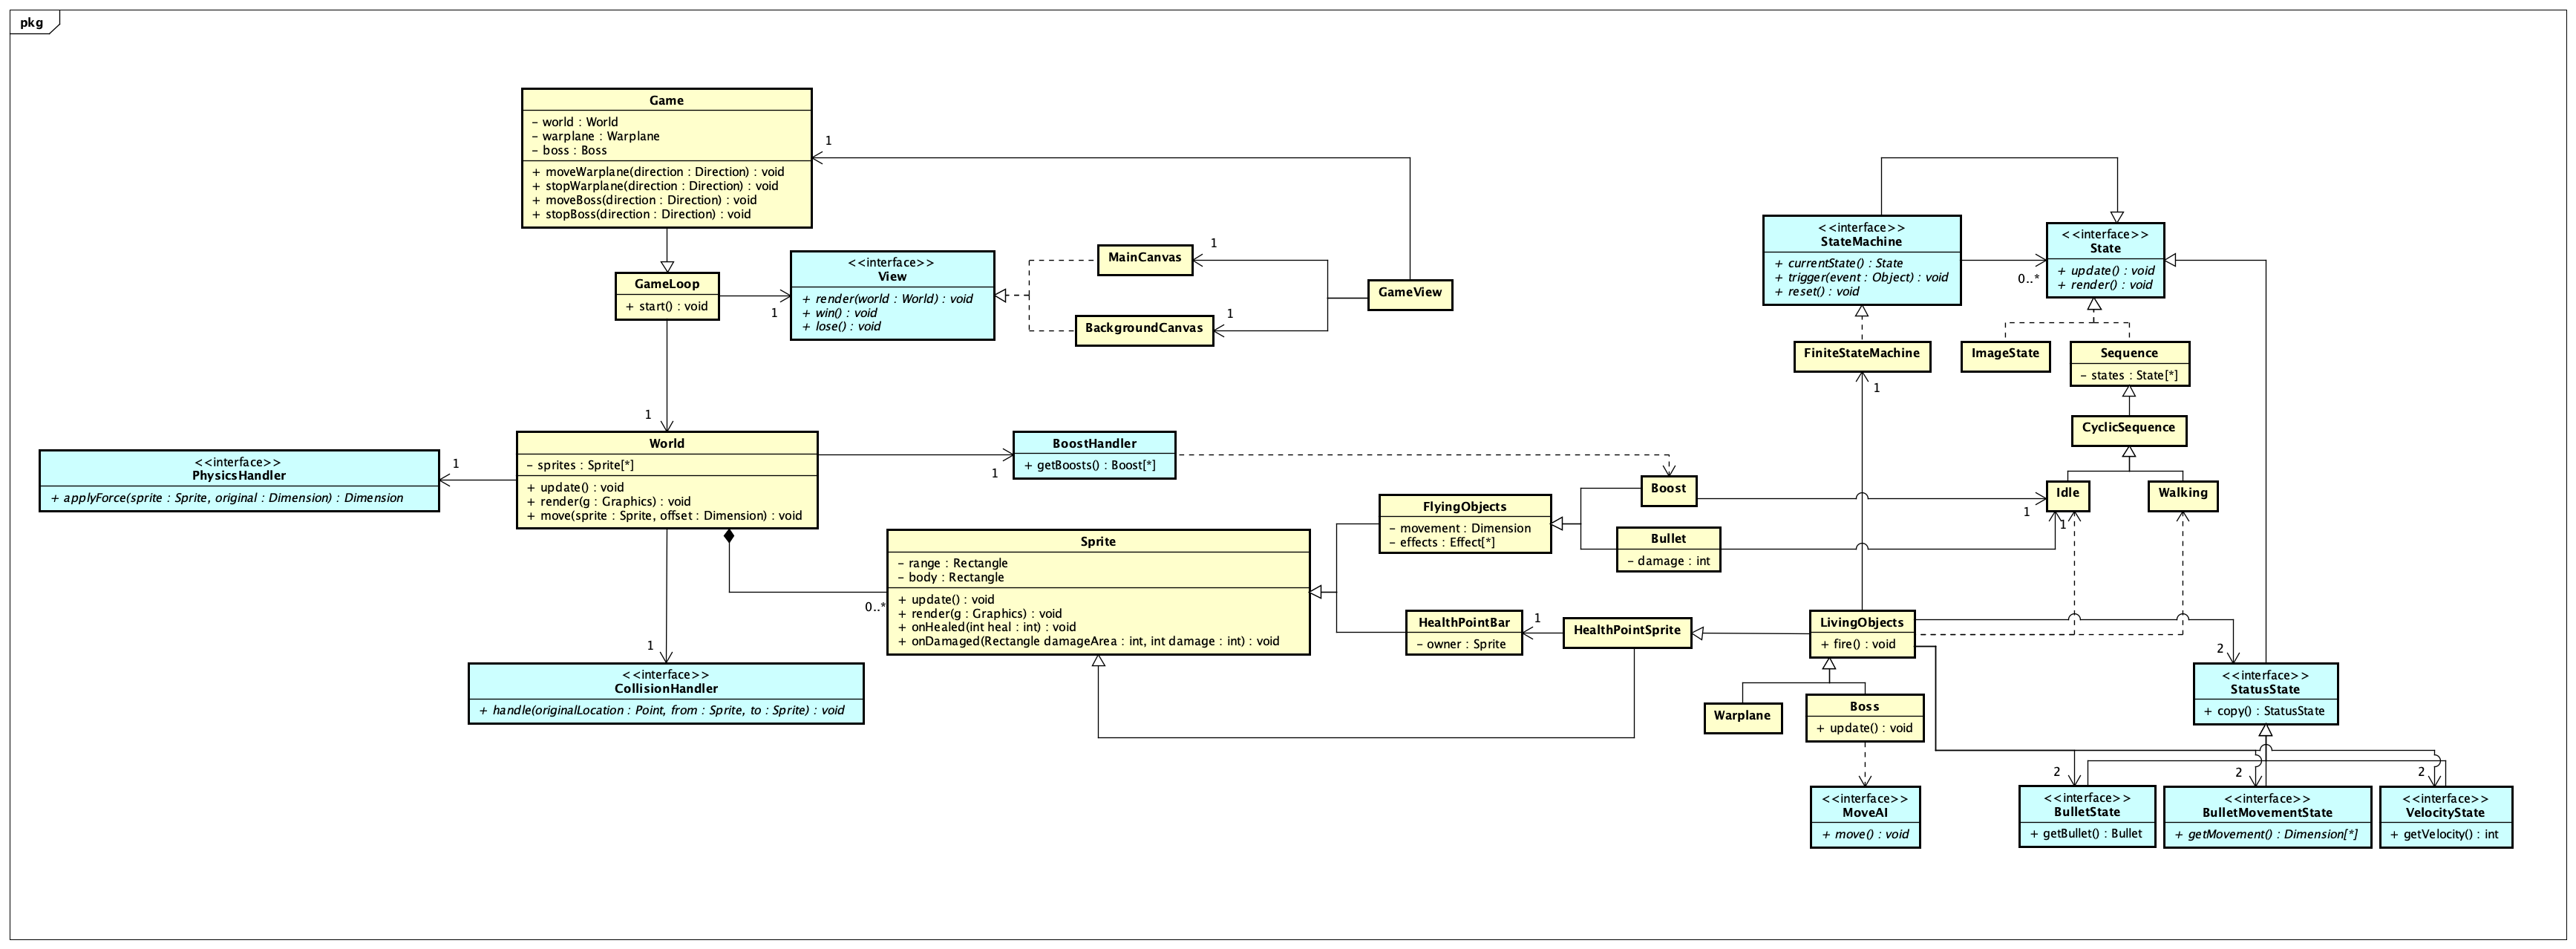 pkg
Game
- world : World
- warplane : Warplane
- boss : Boss
+ moveWarplane(direction : Direction) : void
+ stopWarplane(direction : Direction) : void
+ moveBoss(direction : Direction) : void
+ stopBoss(direction : Direction) : void
1
GameLoop
+ start() : void
1
<<interface>>
View
+ render(world : World) : void
+ win() : void
+ lose() : void
MainCanvas
1
BackgroundCanvas
1
GameView
<<interface>>
StateMachine
+ currentState() : State
+ trigger(event : Object) : void
+ reset() : void
0..*
<<interface>>
State
+ update() : void
+ render() : void
FiniteStateMachine
1
ImageState
Sequence
- states : State[*]
CyclicSequence
Idle
1
1
Walking
1
World
- sprites : Sprite[*]
+ update() : void
+ render(g : Graphics) : void
+ move(sprite : Sprite, offset : Dimension) : void
<<interface>>
PhysicsHandler
+ applyForce(sprite : Sprite, original : Dimension) : Dimension
1
BoostHandler
+ getBoosts() : Boost[*]
1
Boost
FlyingObjects
- movement : Dimension
- effects : Effect[*]
Bullet
- damage : int
Sprite
- range : Rectangle
- body : Rectangle
+ update() : void
+ render(g : Graphics) : void
+ onHealed(int heal : int) : void
+ onDamaged(Rectangle damageArea : int, int damage : int) : void
0..*
1
<<interface>>
CollisionHandler
+ handle(originalLocation : Point, from : Sprite, to : Sprite) : void
HealthPointBar
- owner : Sprite
1
HealthPointSprite
LivingObjects
+ fire() : void
Warplane
Boss
+ update() : void
<<interface>>
MoveAI
+ move() : void
2
<<interface>>
StatusState
+ copy() : StatusState
2
<<interface>>
BulletState
+ getBullet() : Bullet
2
<<interface>>
BulletMovementState
+ getMovement() : Dimension[*]
2
<<interface>>
VelocityState
+ getVelocity() : int